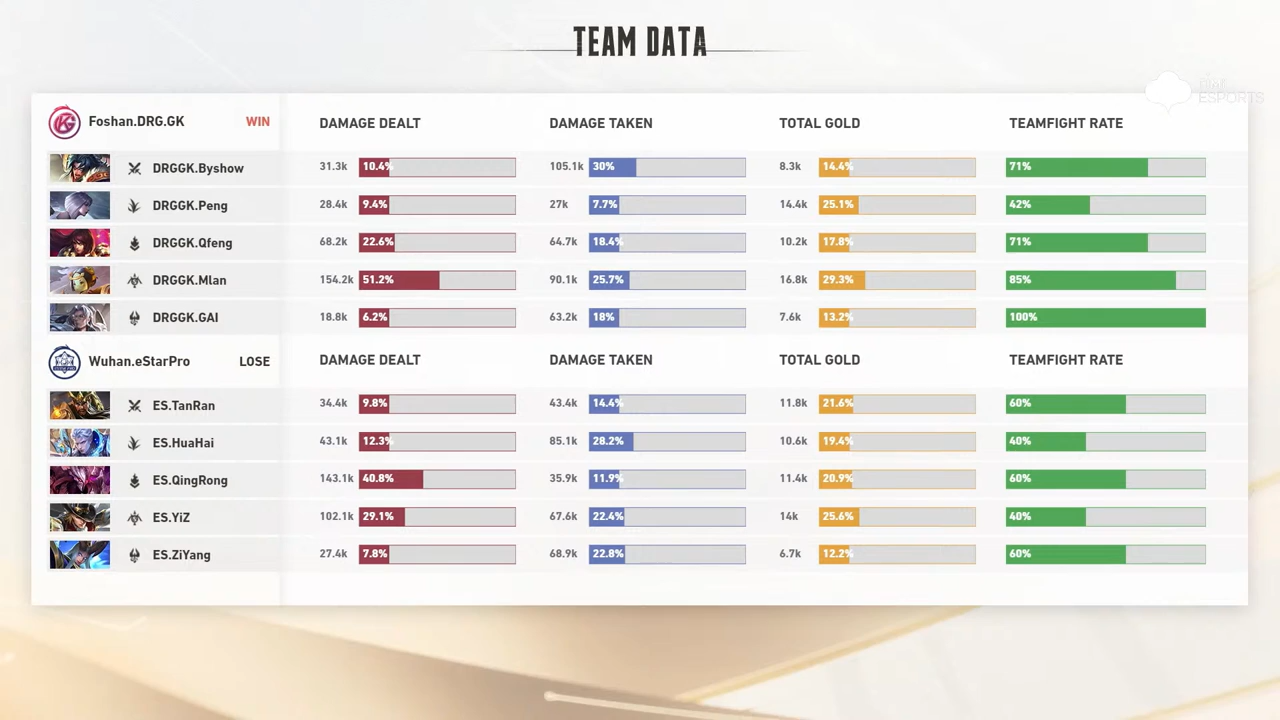 TEAM DATA
ESPORTS
Foshan.DRG.GK WIN DAMAGE DEALT DAMAGE TAKEN TOTAL GOLD TEAMFIGHT RATE
DRGGK.Byshow 31.3k 10.4% 105.1k 30% 8.3k 14.4% 71%
DRGGK.Peng 28.4k 9.4% 27k 7.7% 14.4k 25.1% 42%
DRGGK.Qfeng 68.2k 22.6% 64.7k 18.4% 10.2k 17.8% 71%
DRGGK.Mlan 154.2k 51.2% 90.1k 25.7% 16.8k 29.3% 85%
DRGGK.GAI 18.8k 6.2% 63.2k 18% 7.6k 13.2% 100%
Wuhan.eStarPro LOSE DAMAGE DEALT DAMAGE TAKEN TOTAL GOLD TEAMFIGHT RATE
ES.TanRan 34.4k 9.8% 43.4k 14.4% 11.8k 21.6% 60%
ES.HuaHai 43.1k 12.3% 85.1k 28.2% 10.6k 19.4% 40%
ES.QingRong 143.1k 40.8% 35.9k 11.9% 11.4k 20.9% 60%
ES.YiZ 102.1k 29.1% 67.6k 22.4% 14k 25.6% 40%
ES.ZiYang 27.4k 7.8% 68.9k 22.8% 6.7k 12.2% 60%